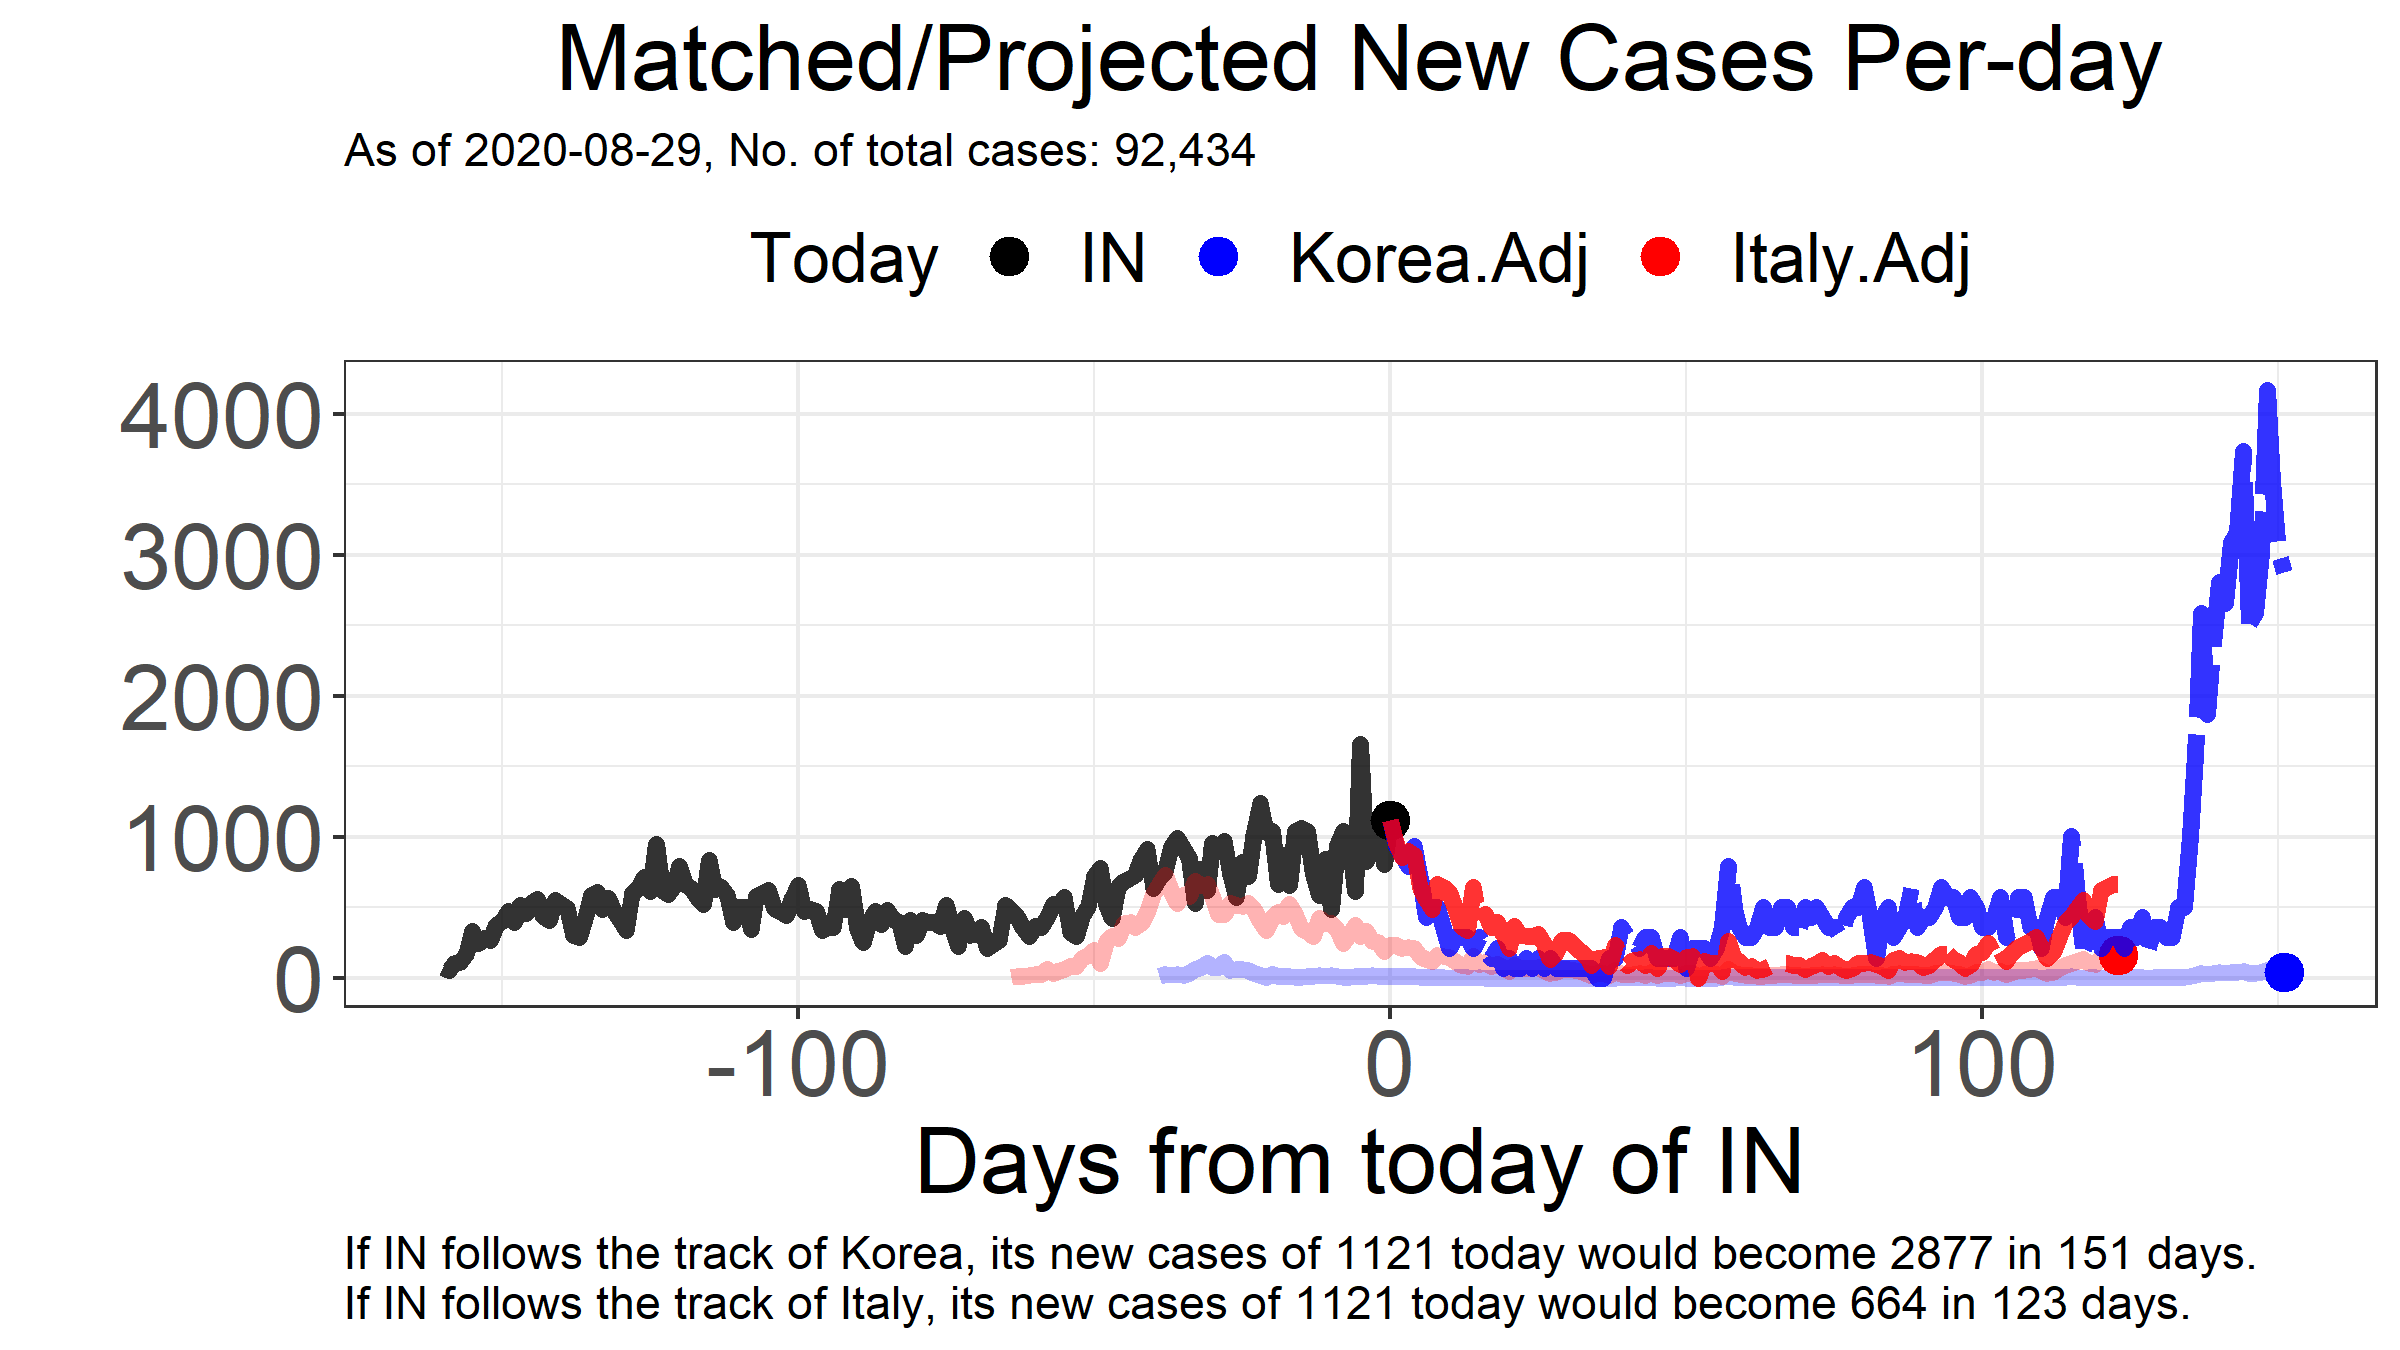 Matched/Projected New Cases Per-day
As of 2020-08-29, No. of total cases: 92,434
Today IN Korea.Adj Italy.Adj
4000
3000
2000
1000
0
-100 0 100
Days from today of IN
If IN follows the track of Korea, its new cases of 1121 today would become 2877 in 151 days.
If IN follows the track of Italy, its new cases of 1121 today would become 664 in 123 days.